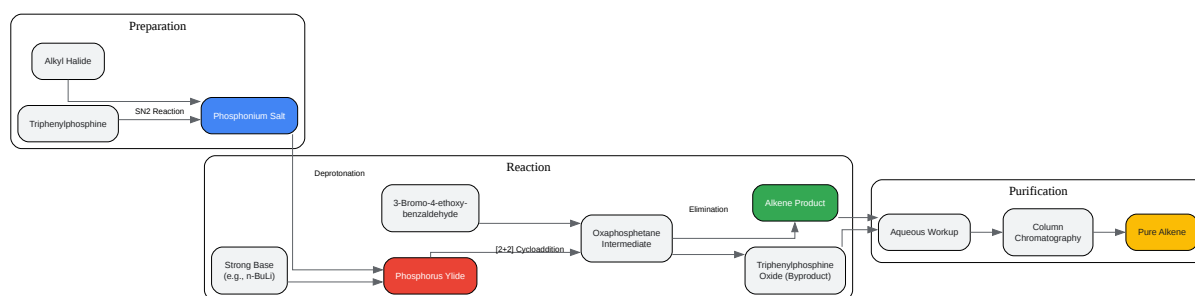 Preparation
Alkyl Halide
SN2 Reaction
Triphenylphosphine
Phosphonium Salt
Reaction
Deprotonation
3-Bromo-4-ethoxy-
benzaldehyde
Strong Base
(e.g., n-BuLi)
Phosphorus Ylide
[2+2] Cycloaddition
Oxaphosphetane
Intermediate
Elimination
Alkene Product
Triphenylphosphine
Oxide (Byproduct)
Purification
Aqueous Workup
Column
Chromatography
Pure Alkene